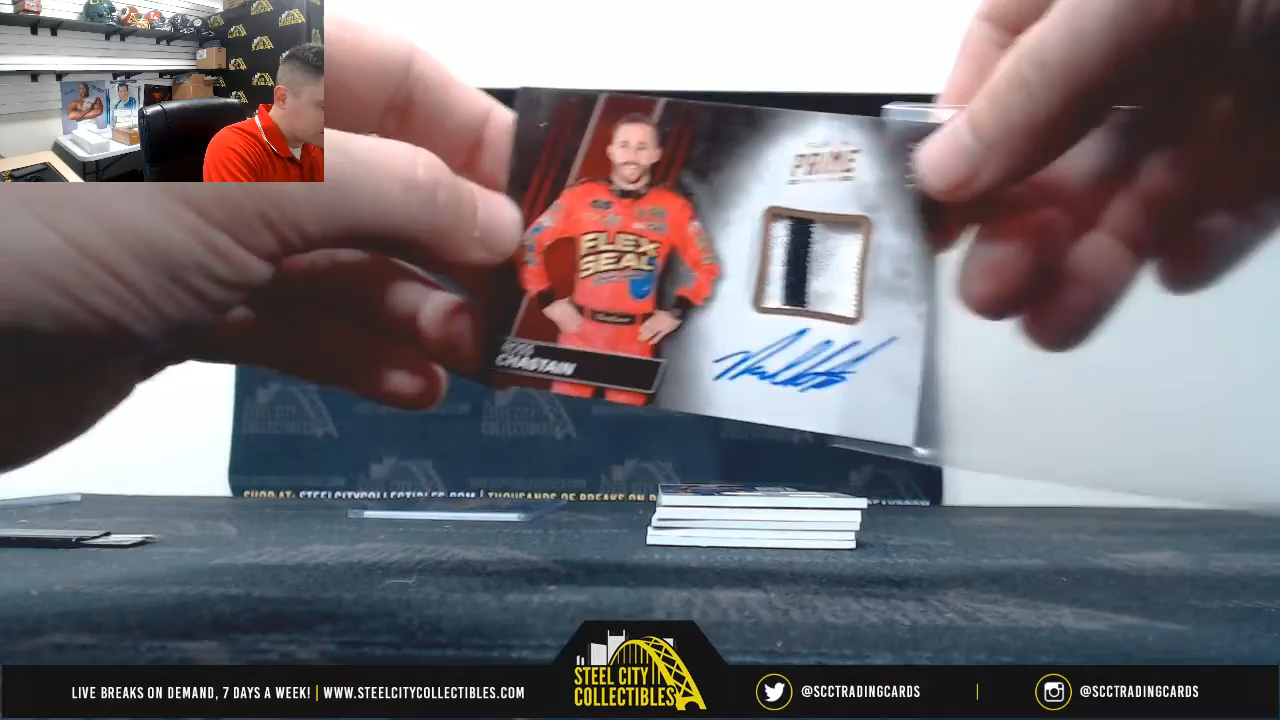 PRIME
FLEX
SEAL
ROSS
CHASTAIN
SHOP AT: STEELCITYCOLLECTIBLES.COM | THOUSANDS OF BREAKS ON
STEEL CITY
COLLECTIBLES
LIVE BREAKS ON DEMAND, 7 DAYS A WEEK! | WWW.STEELCITYCOLLECTIBLES.COM
@SCCTRADINGCARDS | @SCCTRADINGCARDS